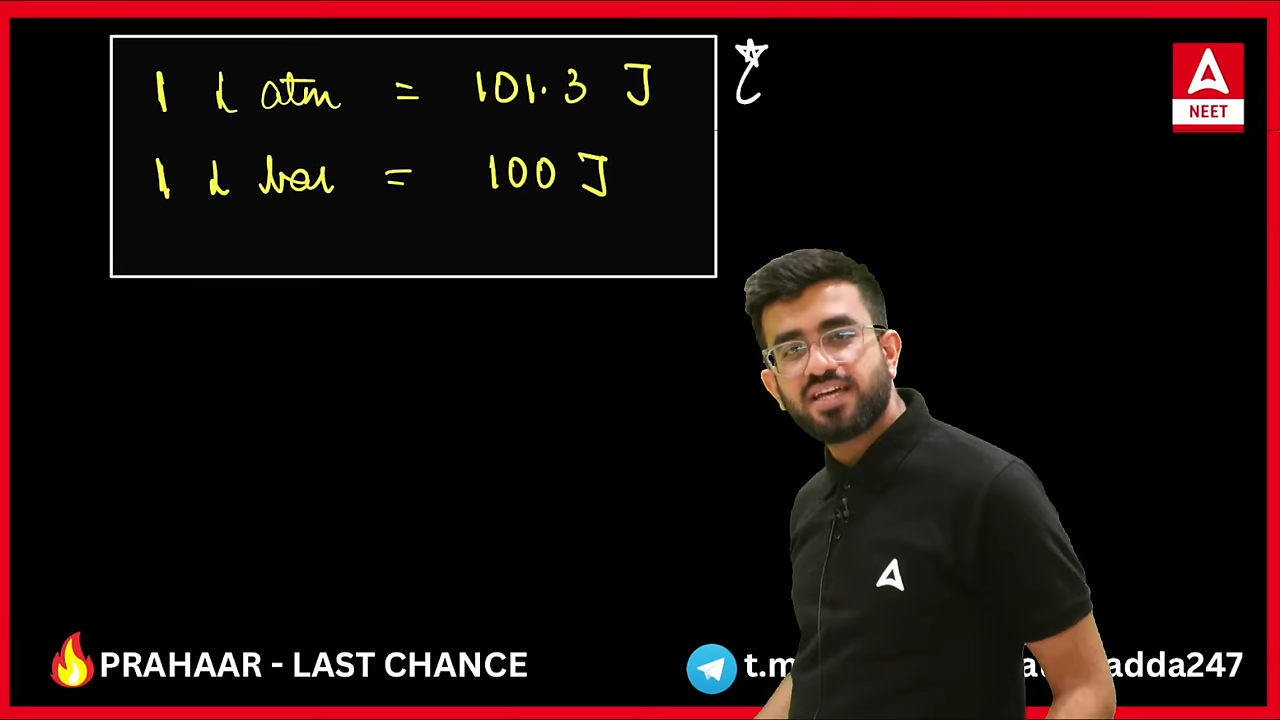 1 L atm = 101.3 J
1 L bar = 100 J
NEET
PRAHAAR - LAST CHANCE
adda247